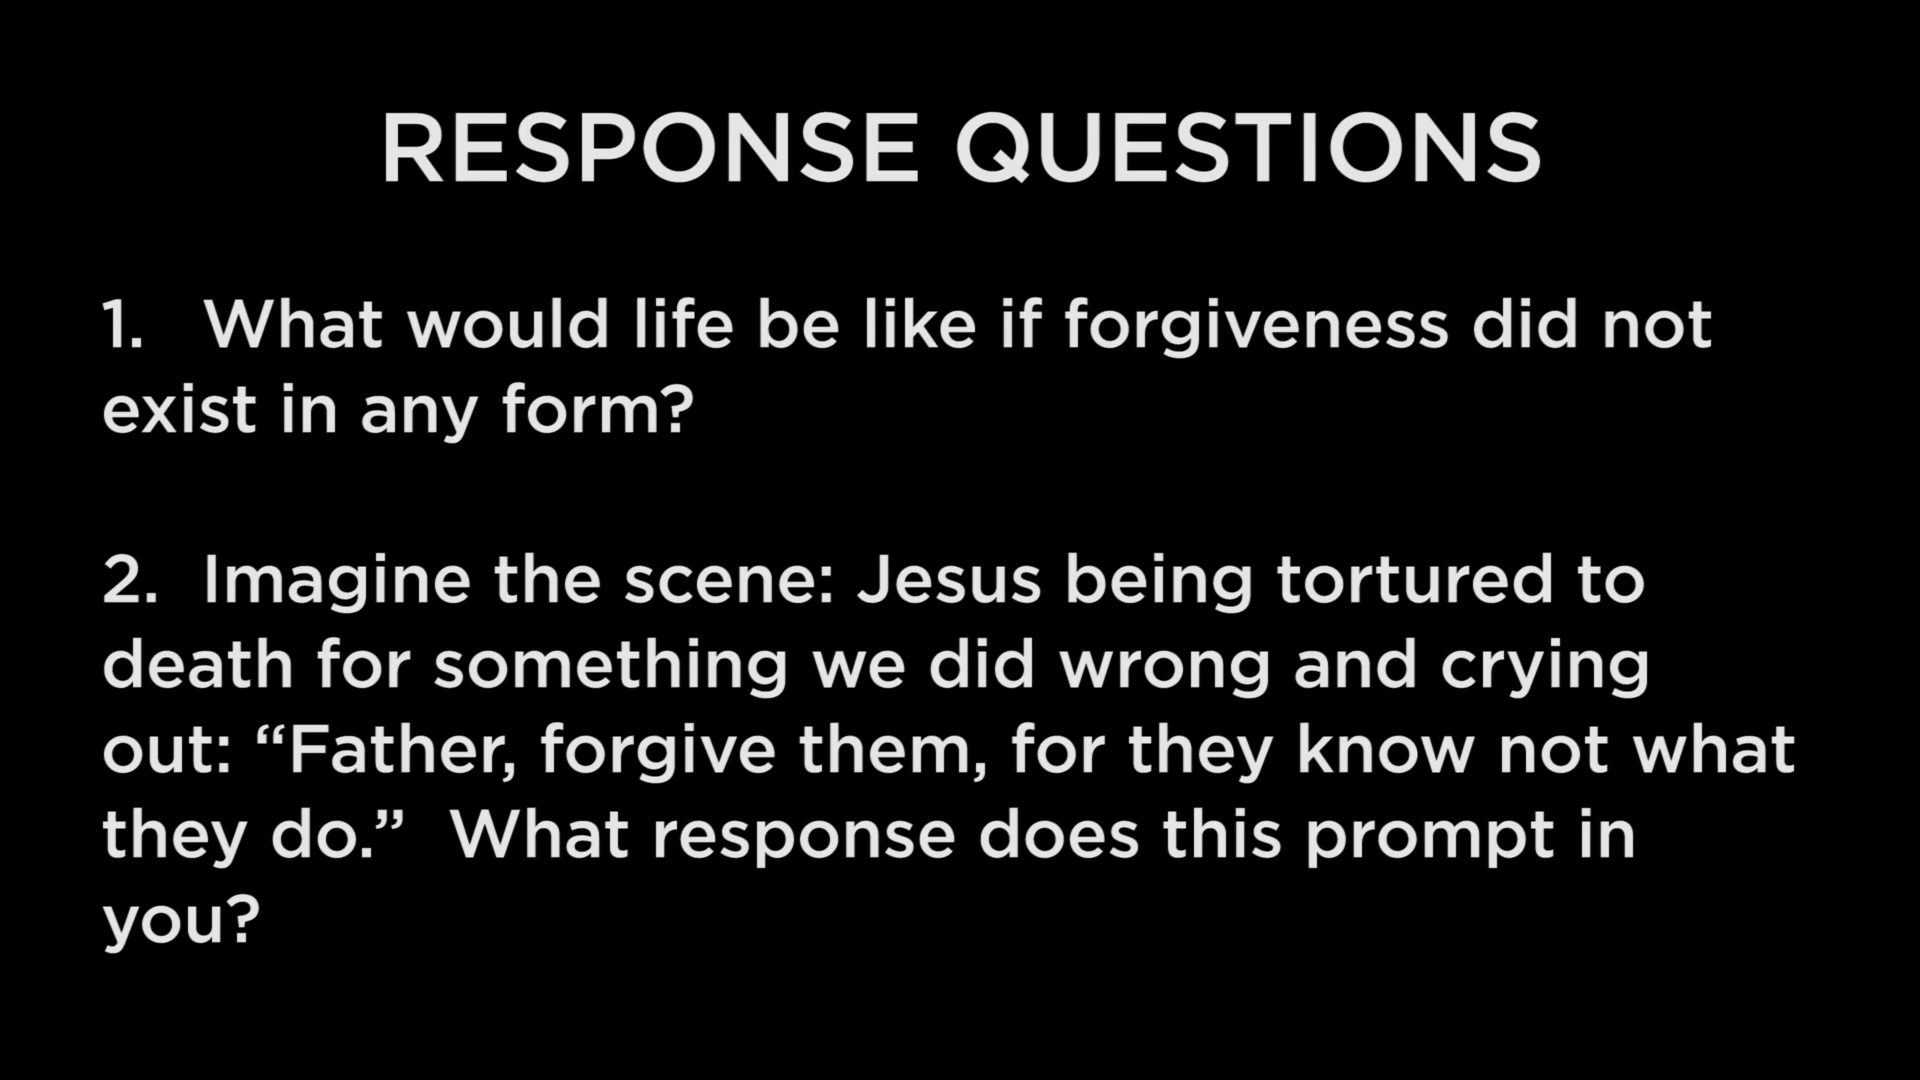 RESPONSE QUESTIONS
1. What would life be like if forgiveness did not
exist in any form?
2. Imagine the scene: Jesus being tortured to
death for something we did wrong and crying
out: “Father, forgive them, for they know not what
they do.” What response does this prompt in
you?